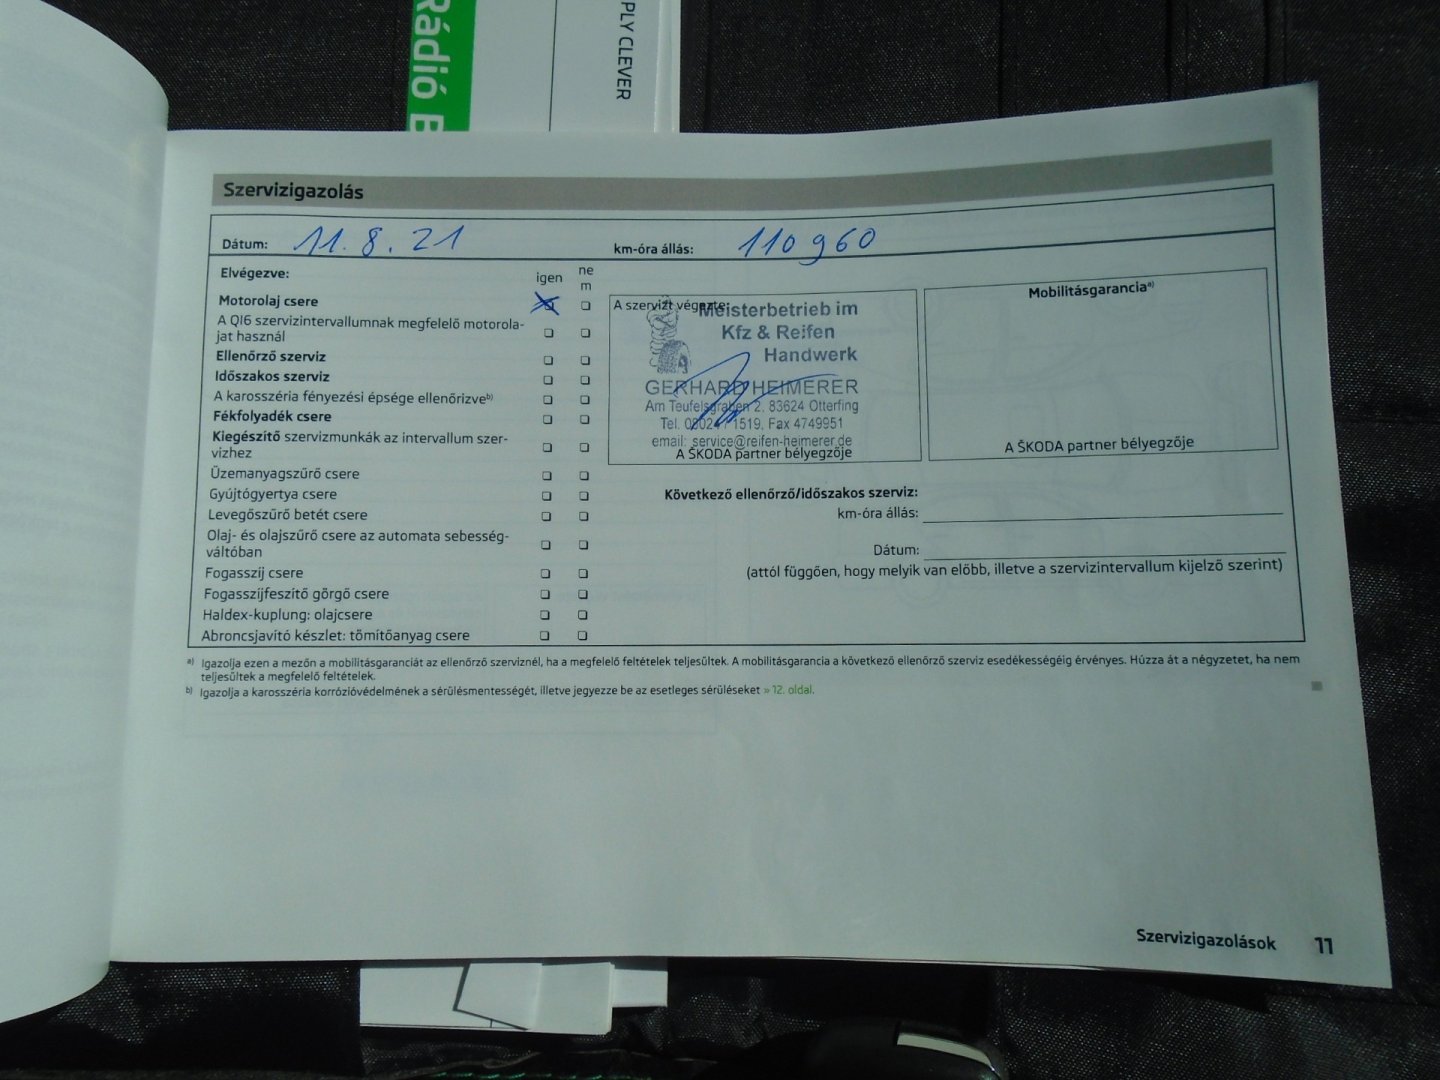 Rádió B
PLY CLEVER
Szervizigazolás
Dátum: 11.8.21 km-óra állás: 110960
Elvégezve: igen ne
m
Motorolaj csere
A QI6 szervizintervallumnak megfelelő motorola-
jat használ
Ellenőrző szerviz
Időszakos szerviz
A karosszéria fényezési épsége ellenőrizve b)
Fékfolyadék csere
Kiegészítő szervizmunkák az intervallum szer-
vizhez
Üzemanyagszűrő csere
Gyújtógyertya csere
Levegőszűrő betét csere
Olaj- és olajszűrő csere az automata sebesség-
váltóban
Fogasszíj csere
Fogasszíjfeszítő görgő csere
Haldex-kuplung: olajcsere
Abroncsjavító készlet: tömítőanyag csere
A szervizt végezte:
Meisterbetrieb im
Kfz & Reifen
Handwerk
GERHARD HEIMERER
Am Teufelsgraben 2, 83624 Otterfing
Tel. 1519, Fax 4749951
email: service@reifen-heimerer.de
A ŠKODA partner bélyegzője
Mobilitásgarancia a)
A ŠKODA partner bélyegzője
Következő ellenőrző/időszakos szerviz:
km-óra állás:
Dátum:
(attól függően, hogy melyik van előbb, illetve a szervizintervallum kijelző szerint)
a) Igazolja ezen a mezőn a mobilitásgaranciát az ellenőrző szerviznél, ha a megfelelő feltételek teljesültek. A mobilitásgarancia a következő ellenőrző szerviz esedékességéig érvényes. Húzza át a négyzetet, ha nem
teljesültek a megfelelő feltételek.
b) Igazolja a karosszéria korrózióvédelmének a sérülésmentességét, illetve jegyezze be az esetleges sérüléseket » 12. oldal.
Szervizigazolások 11